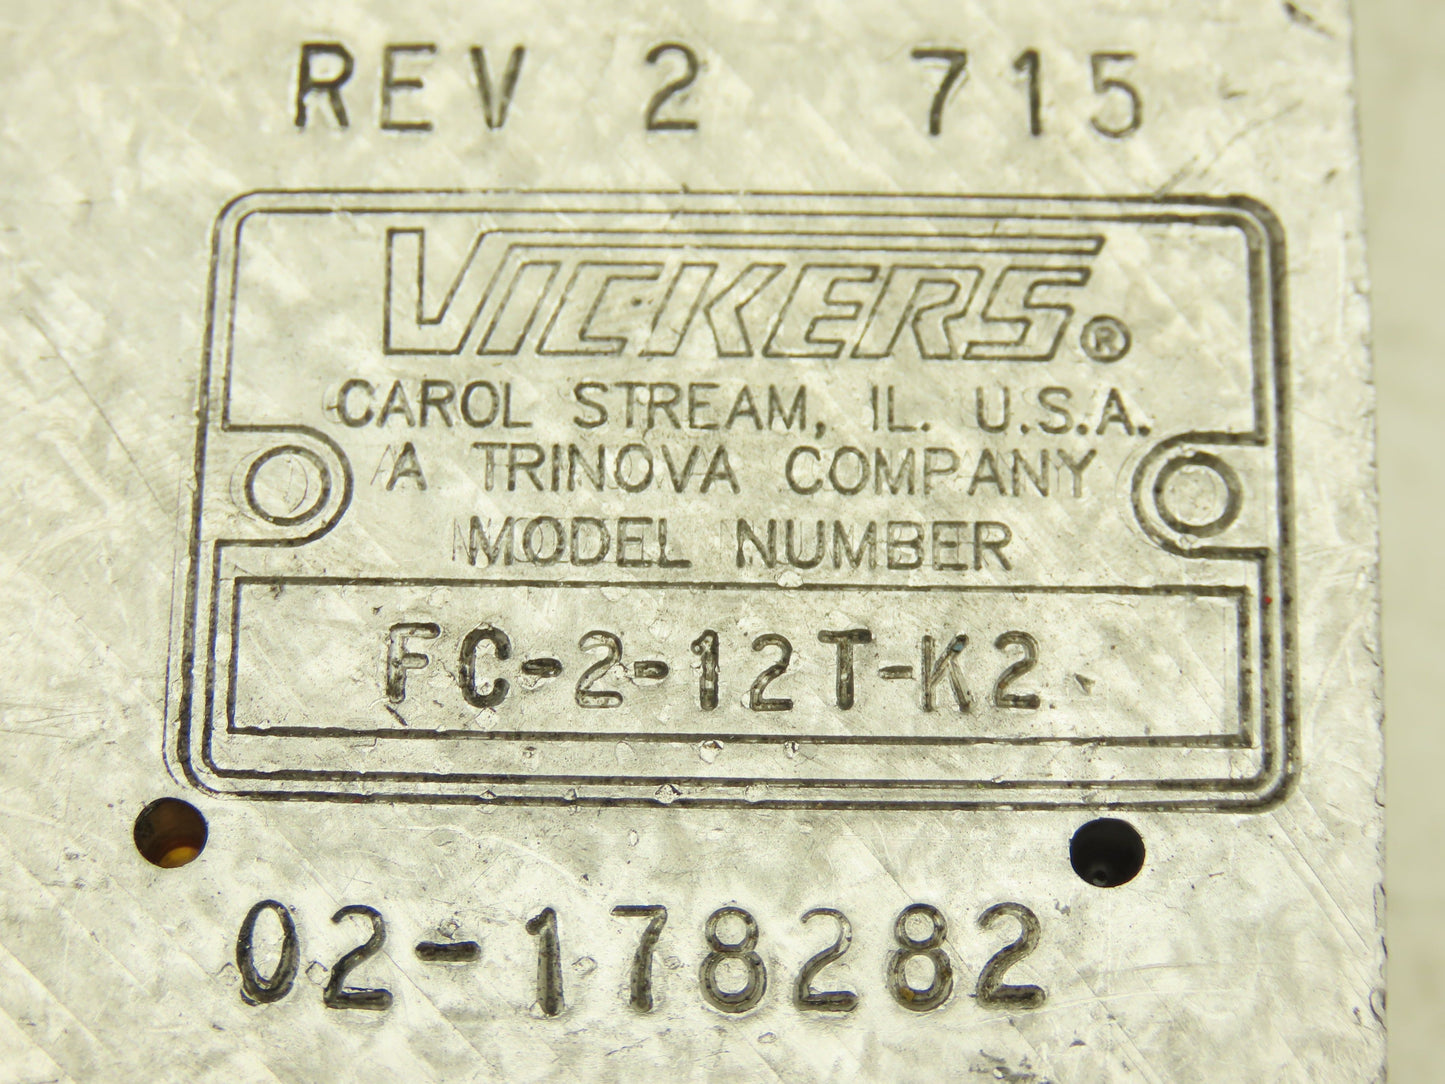 REV 2 715
VICKERS®
CAROL STREAM, IL. U.S.A.
A TRINOVA COMPANY
MODEL NUMBER
FC-2-12T-K2
02-178282